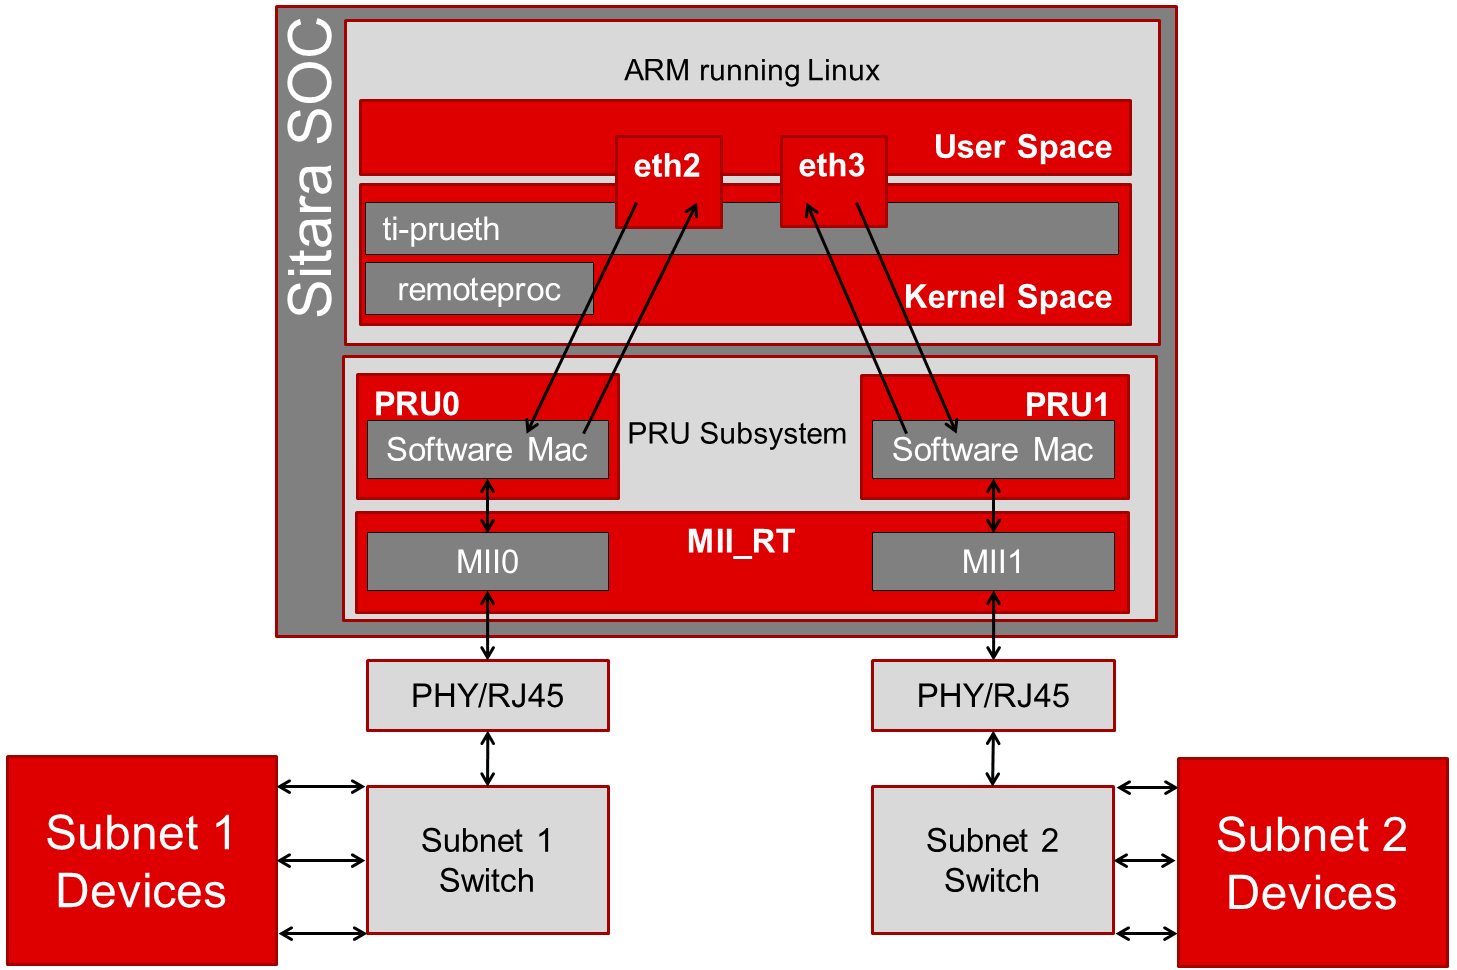 Sitara SOC
ARM running Linux
User Space
eth2
eth3
ti-prueth
remoteproc
Kernel Space
PRU0
Software Mac
PRU Subsystem
PRU1
Software Mac
MII_RT
MII0
MII1
PHY/RJ45
PHY/RJ45
Subnet 1
Devices
Subnet 1
Switch
Subnet 2
Switch
Subnet 2
Devices